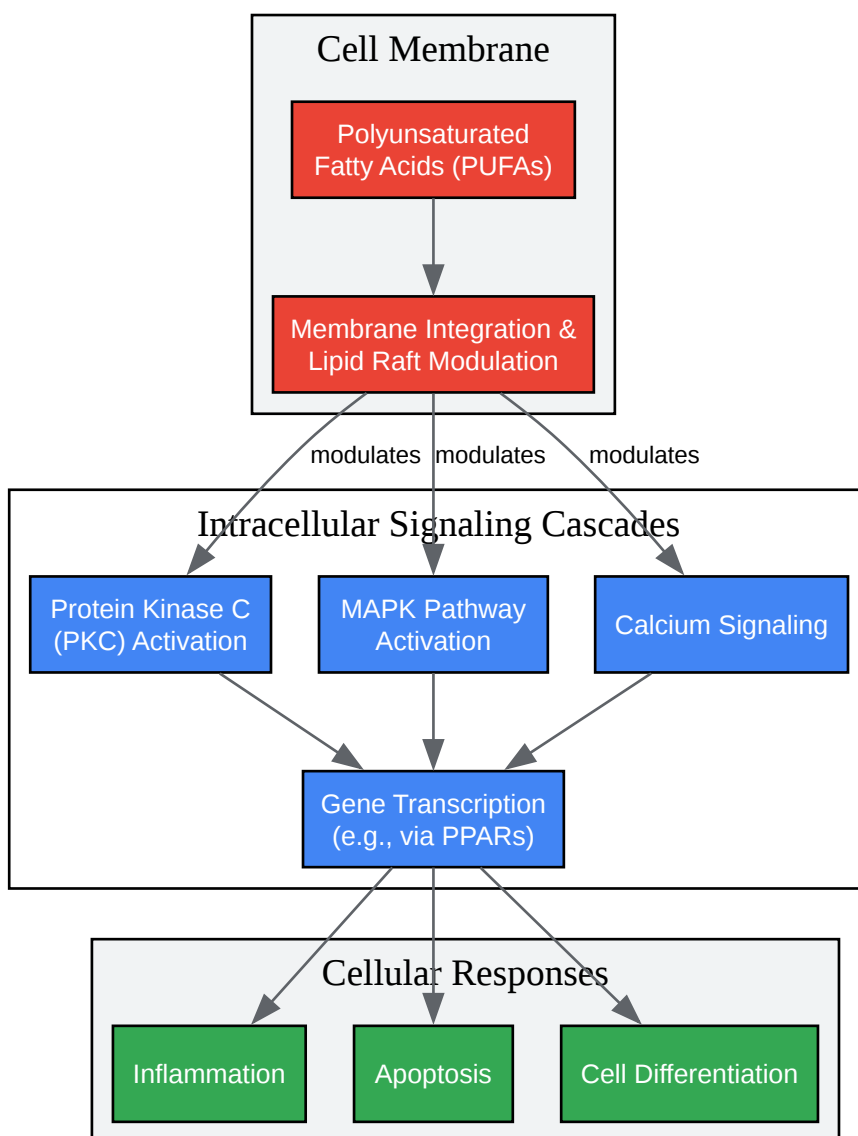 Cell Membrane
Polyunsaturated
Fatty Acids (PUFAs)
Membrane Integration &
Lipid Raft Modulation
modulates
modulates
modulates
Intracellular Signaling Cascades
Protein Kinase C
(PKC) Activation
MAPK Pathway
Activation
Calcium Signaling
Gene Transcription
(e.g., via PPARs)
Cellular Responses
Inflammation
Apoptosis
Cell Differentiation